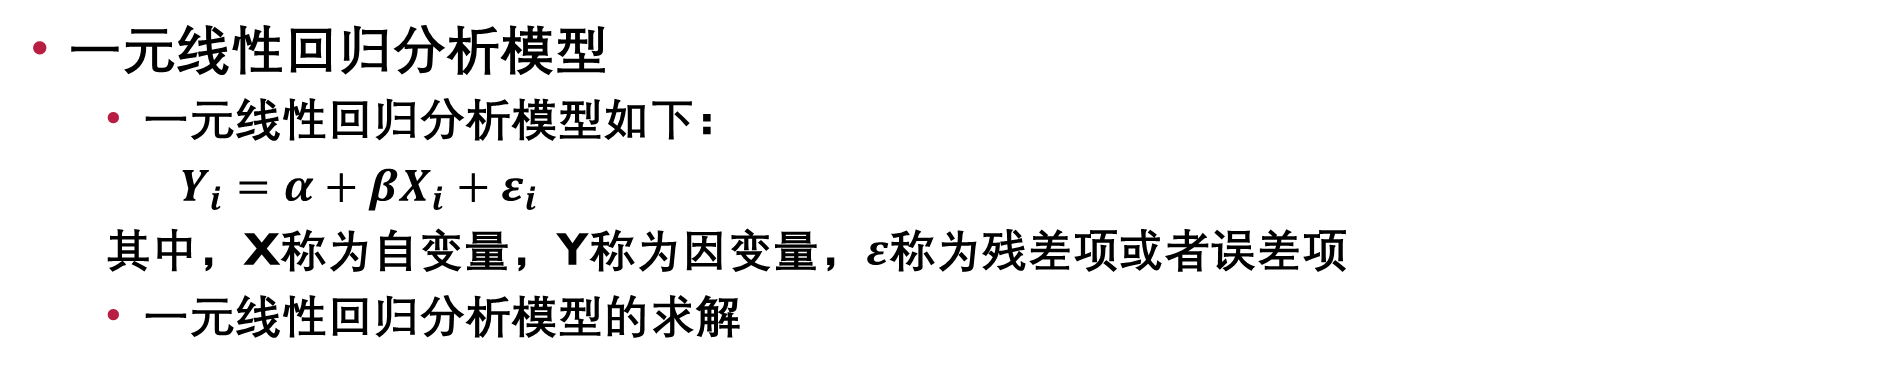 • 一元线性回归分析模型
• 一元线性回归分析模型如下：
Yᵢ = α + βXᵢ + εᵢ
其中，X称为自变量，Y称为因变量，ε称为残差项或者误差项
• 一元线性回归分析模型的求解